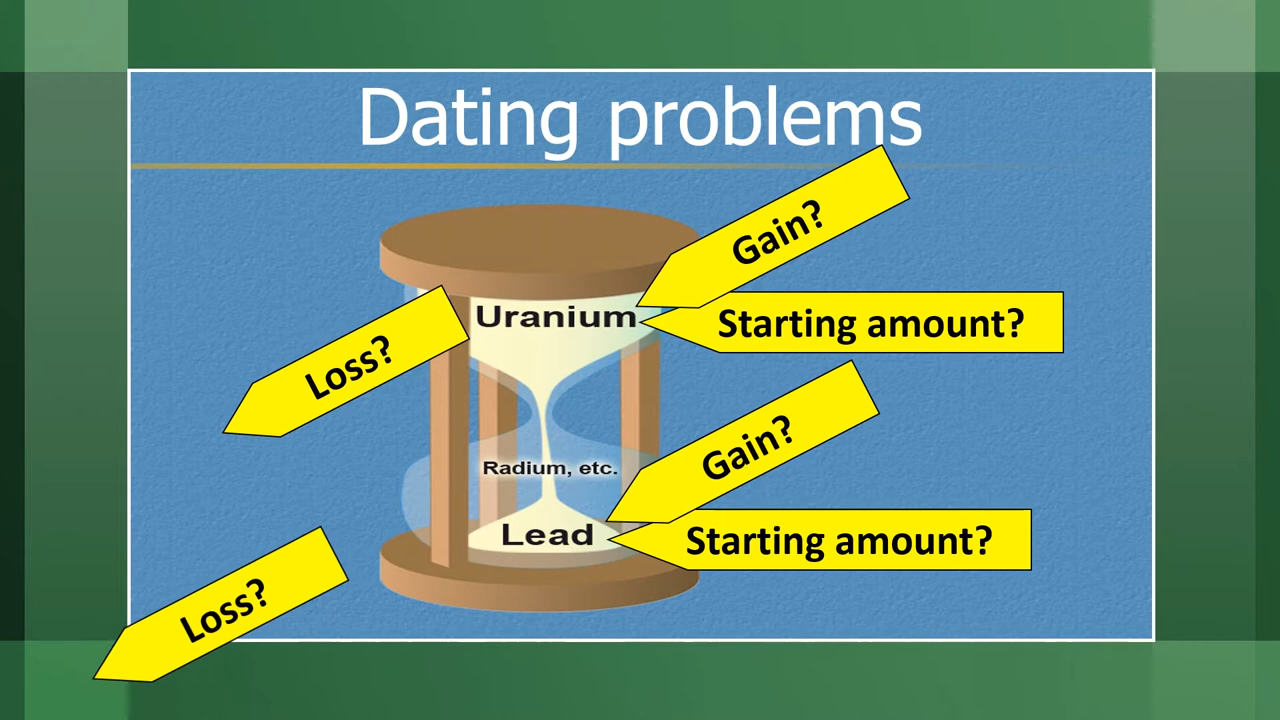 Dating problems
Gain?
Uranium
Starting amount?
Loss?
Gain?
Radium, etc.
Lead
Starting amount?
Loss?